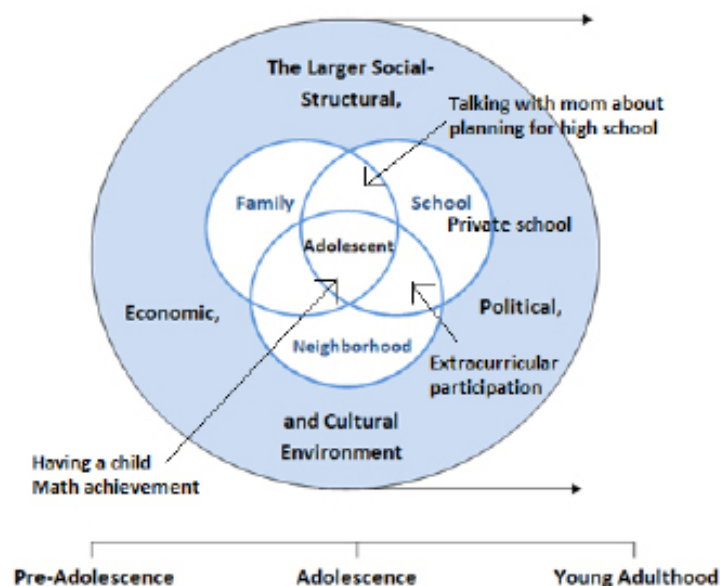 The Larger Social-
Structural,
Talking with mom about
planning for high school
Family
School
Private school
Adolescent
Economic,
Political,
Neighborhood
Extracurricular
participation
and Cultural
Environment
Having a child
Math achievement
Pre-Adolescence
Adolescence
Young Adulthood